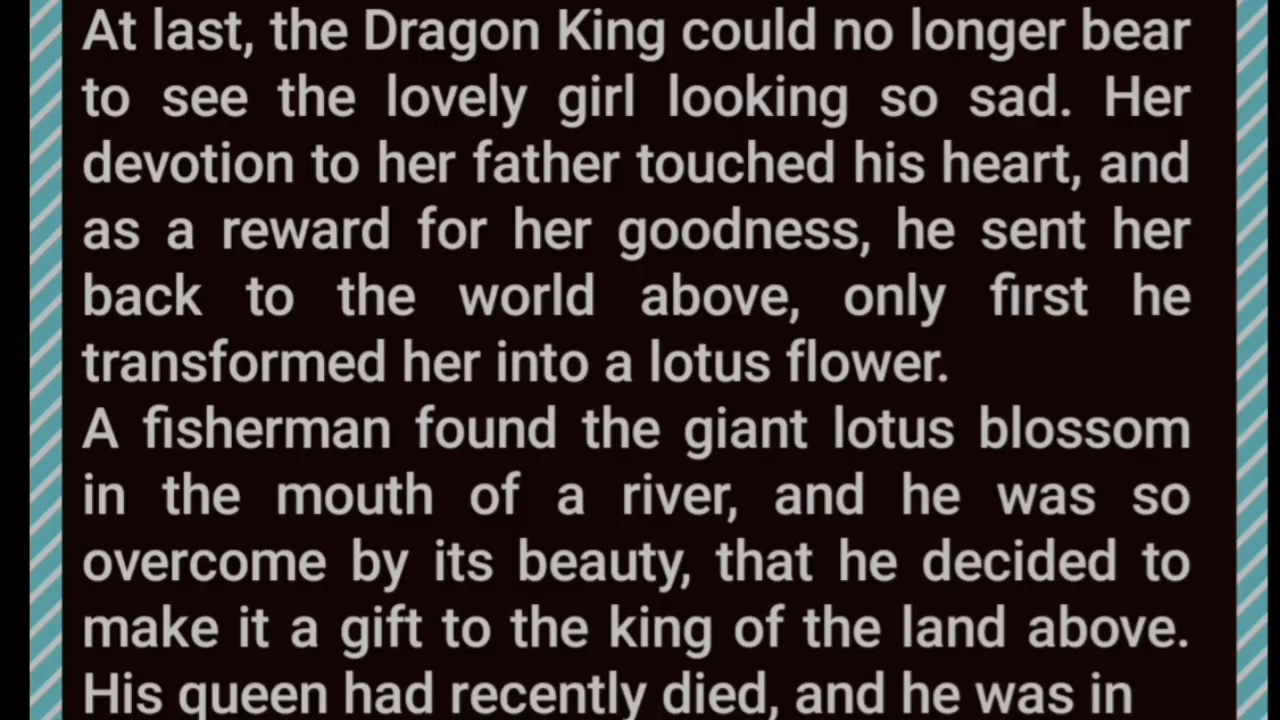 At last, the Dragon King could no longer bear
to see the lovely girl looking so sad. Her
devotion to her father touched his heart, and
as a reward for her goodness, he sent her
back to the world above, only first he
transformed her into a lotus flower.
A fisherman found the giant lotus blossom
in the mouth of a river, and he was so
overcome by its beauty, that he decided to
make it a gift to the king of the land above.
His queen had recently died, and he was in